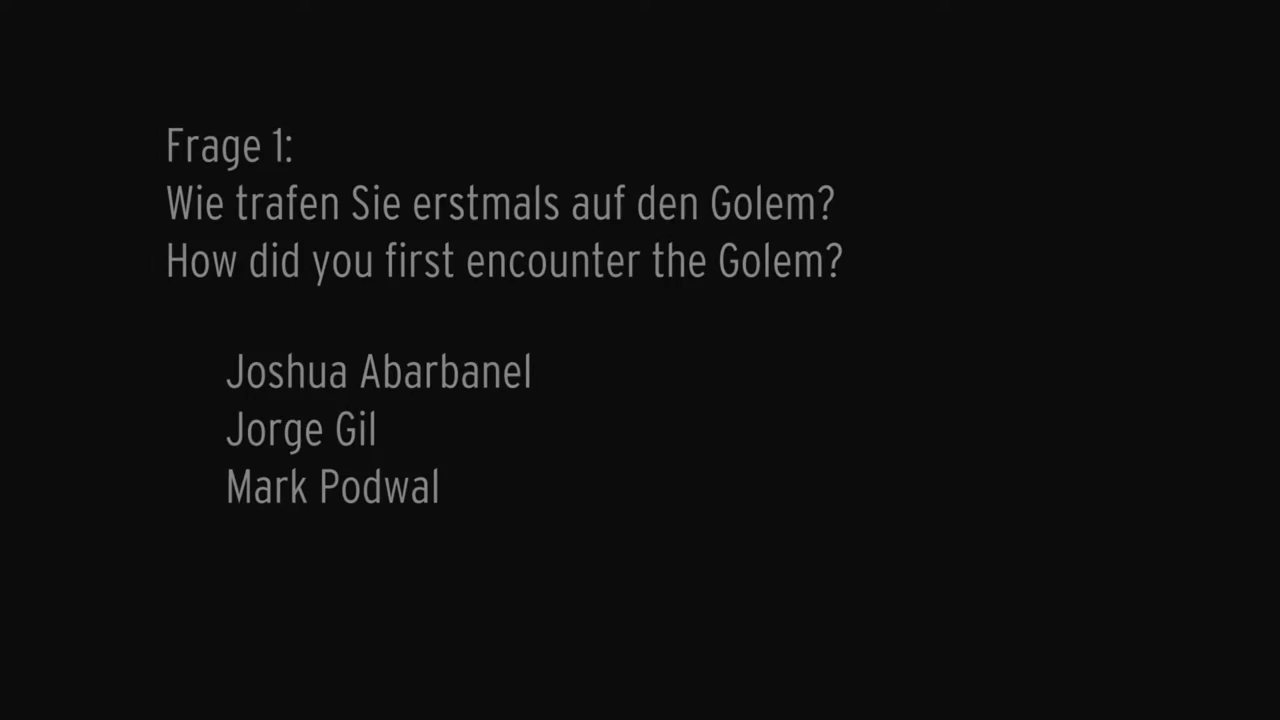 Frage 1:
Wie trafen Sie erstmals auf den Golem?
How did you first encounter the Golem?
Joshua Abarbanel
Jorge Gil
Mark Podwal